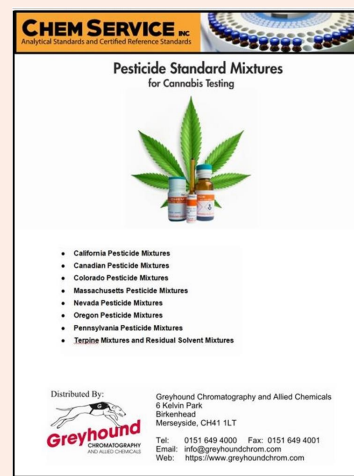 CHEM SERVICE INC
Analytical Standards and Certified Reference Standards
Pesticide Standard Mixtures
for Cannabis Testing
• California Pesticide Mixtures
• Canadian Pesticide Mixtures
• Colorado Pesticide Mixtures
• Massachusetts Pesticide Mixtures
• Nevada Pesticide Mixtures
• Oregon Pesticide Mixtures
• Pennsylvania Pesticide Mixtures
• Terpine Mixtures and Residual Solvent Mixtures
Distributed By:
Greyhound
CHROMATOGRAPHY
AND ALLIED CHEMICALS
Greyhound Chromatography and Allied Chemicals
6 Kelvin Park
Birkenhead
Merseyside, CH41 1LT
Tel: 0151 649 4000 Fax: 0151 649 4001
Email: info@greyhoundchrom.com
Web: https://www.greyhoundchrom.com